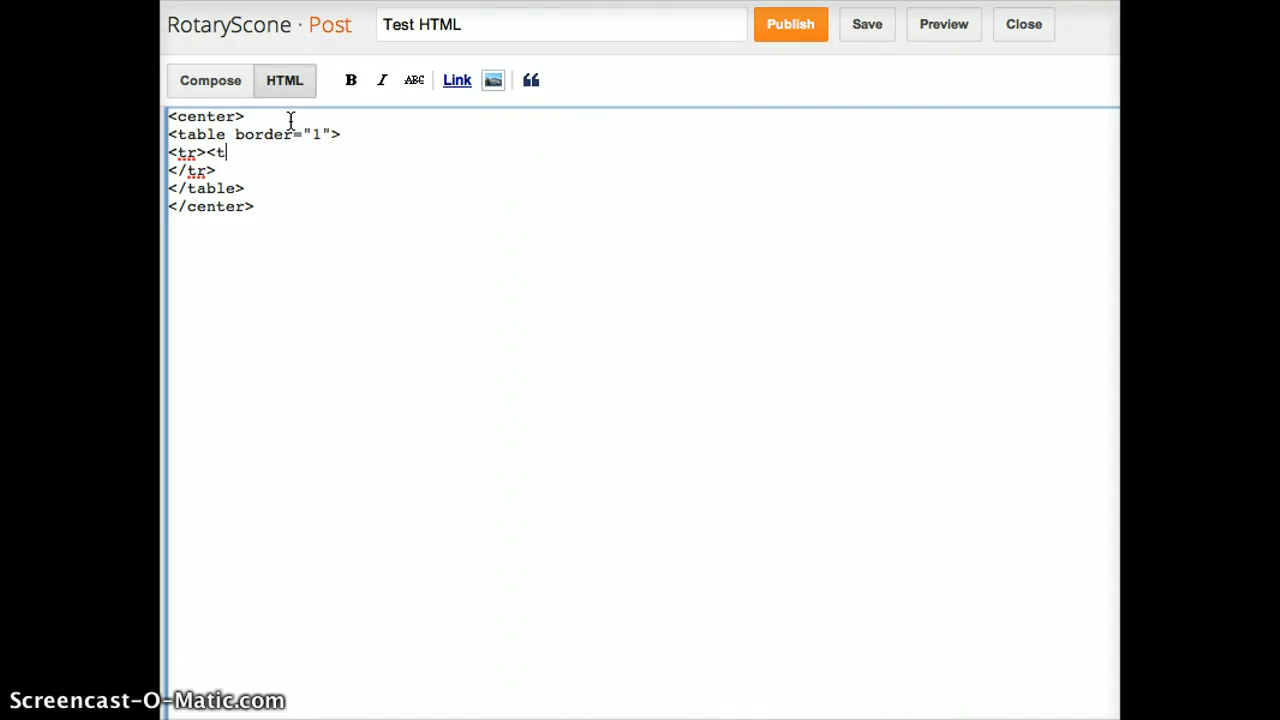 RotaryScone · Post
Test HTML
Publish
Save
Preview
Close
Compose
HTML
B
I
ABC
Link
<center>
<table border="1">
<tr><t
</tr>
</table>
</center>
Screencast-O-Matic.com